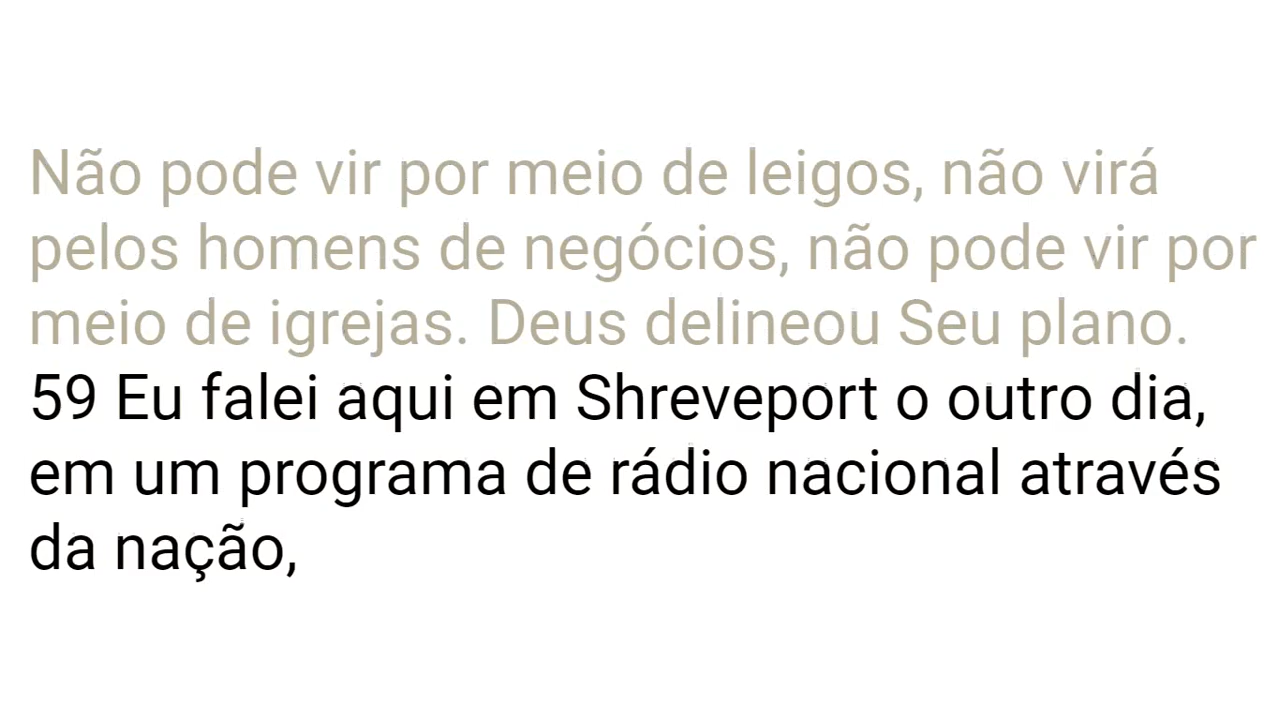 Não pode vir por meio de leigos, não virá
pelos homens de negócios, não pode vir por
meio de igrejas. Deus delineou Seu plano.
59 Eu falei aqui em Shreveport o outro dia,
em um programa de rádio nacional através
da nação,